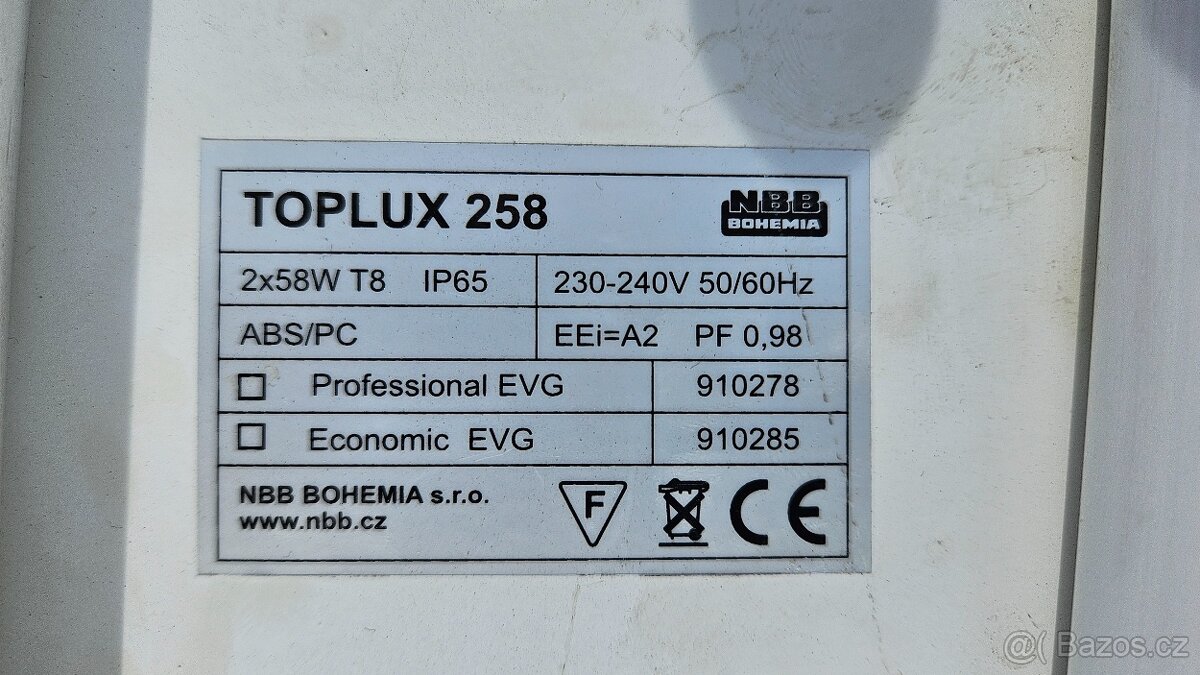 TOPLUX 258
NBB
BOHEMIA
2x58W T8 IP65 230-240V 50/60Hz
ABS/PC EEi=A2 PF 0,98
Professional EVG 910278
Economic EVG 910285
NBB BOHEMIA s.r.o.
www.nbb.cz
F CE
@( Bazos.cz